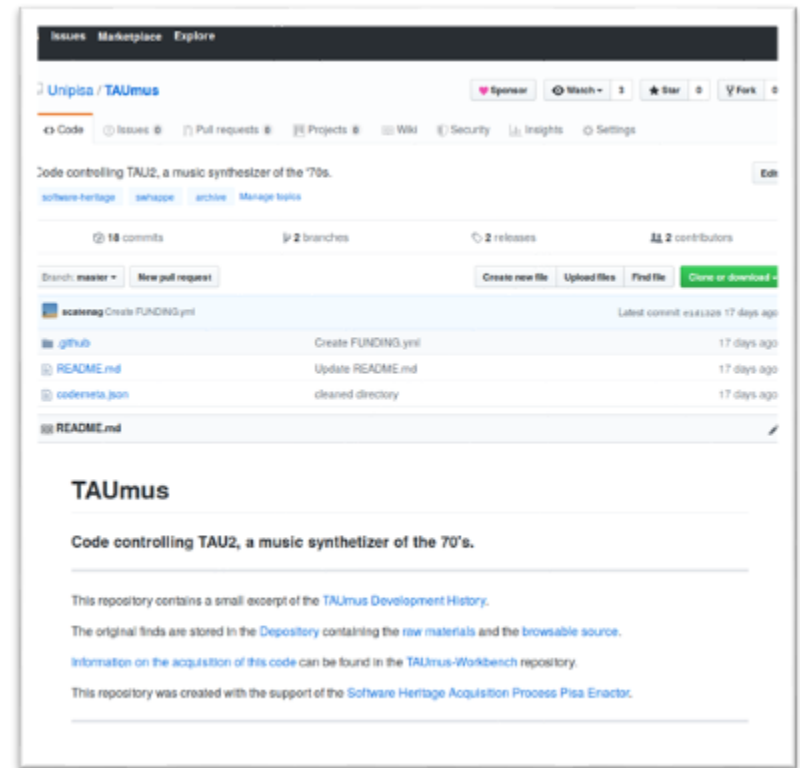 Issues Marketplace Explore
Unipisa / TAUmus Sponsor Watch 3 Star 0 Fork 0
Code Issues 0 Pull requests 0 Projects 0 Wiki Security Insights Settings
Code controlling TAU2, a music synthesizer of the '70s. Edit
software-heritage swhappe archive Manage topics
18 commits 2 branches 2 releases 2 contributors
Branch: master New pull request Create new file Upload files Find file Clone or download
scatenag Create FUNDING.yml Latest commit 17 days ago
.github Create FUNDING.yml 17 days ago
README.md Update README.md 17 days ago
codemeta.json cleaned directory 17 days ago
README.md
TAUmus
Code controlling TAU2, a music synthetizer of the 70's.
This repository contains a small excerpt of the TAUmus Development History.
The original finds are stored in the Depository containing the raw materials and the browsable source.
Information on the acquisition of this code can be found in the TAUmus-Workbench repository.
This repository was created with the support of the Software Heritage Acquisition Process Pisa Enactor.